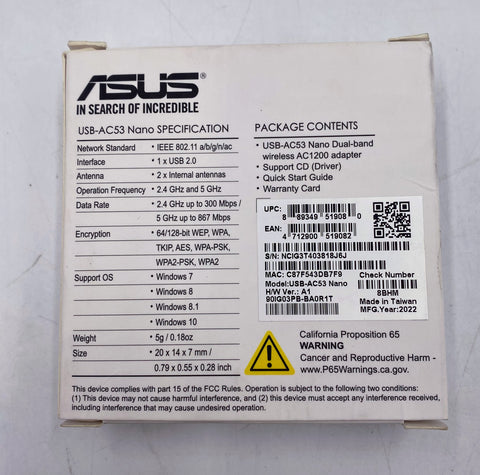 ASUS®
IN SEARCH OF INCREDIBLE
USB-AC53 Nano SPECIFICATION
Network Standard • IEEE 802.11 a/b/g/n/ac
Interface • 1 x USB 2.0
Antenna • 2 x Internal antennas
Operation Frequency • 2.4 GHz and 5 GHz
Data Rate • 2.4 GHz up to 300 Mbps /
5 GHz up to 867 Mbps
Encryption • 64/128-bit WEP, WPA,
TKIP, AES, WPA-PSK,
WPA2-PSK, WPA2
Support OS • Windows 7
• Windows 8
• Windows 8.1
• Windows 10
Weight • 5g / 0.18oz
Size • 20 x 14 x 7 mm /
0.79 x 0.55 x 0.28 inch
PACKAGE CONTENTS
• USB-AC53 Nano Dual-band
wireless AC1200 adapter
• Support CD (Driver)
• Quick Start Guide
• Warranty Card
UPC:
8 89349 51908 0
EAN:
4 712900 519082
S/N: NCIG3T403818J6J
MAC: C87F543DB7F9
Model:USB-AC53 Nano
H/W Ver.: A1
90IG03PB-BA0R1T
Check Number
8BHM
Made in Taiwan
MFG.Year:2022
California Proposition 65
WARNING
Cancer and Reproductive Harm -
www.P65Warnings.ca.gov.
This device complies with part 15 of the FCC Rules. Operation is subject to the following two conditions:
(1) This device may not cause harmful interference, and (2) this device must accept any interference received,
including interference that may cause undesired operation.